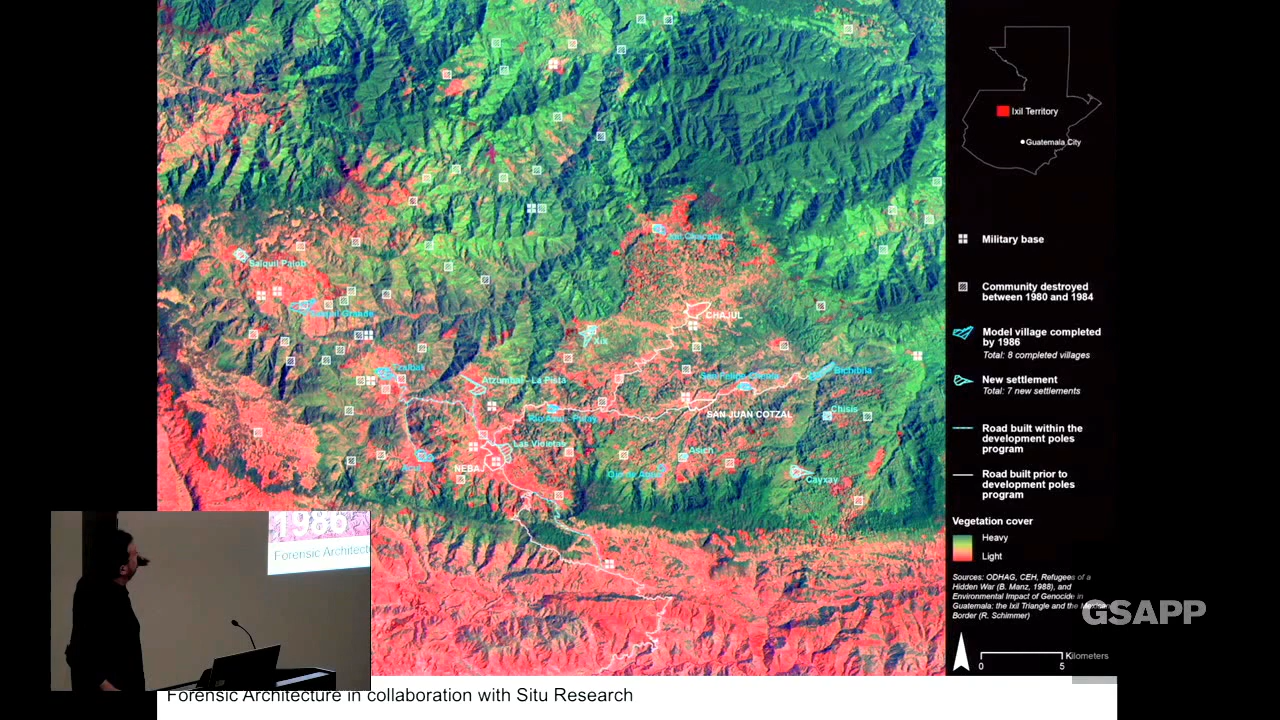 Ixil Territory
Guatemala City
Military base
Community destroyed
between 1980 and 1984
Model village completed
by 1986
Total: 8 completed villages
New settlement
Total: 7 new settlements
Road built within the
development poles
program
Road built prior to
development poles
program
Vegetation cover
Heavy
Light
Sources: ODHAG, CEH, Refugees of a
Hidden War (B. Manz, 1988), and
Environmental Impact of Genocide in
Guatemala: the Ixil Triangle and the Mexican
Border (R. Schimmer)
GSAPP
Kilometers
0 5
Salquil Palob
CHAJUL
Xix
Tzalbal
Atzumbal - La Pista
Bichibila
SAN JUAN COTZAL
Chisis
Las Violetas
Acul
NEBAJ
Asich
Cayxay
1986
Forensic Architect
Forensic Architecture in collaboration with Situ Research